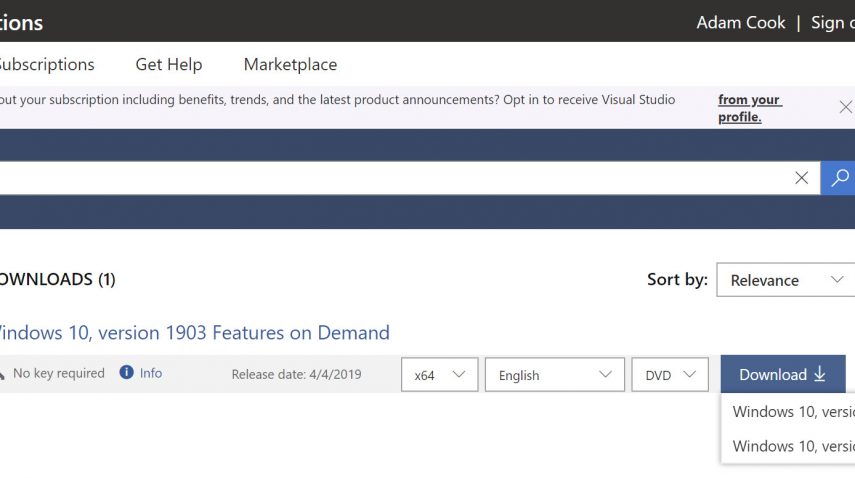 tions Adam Cook | Sign o
Subscriptions Get Help Marketplace
out your subscription including benefits, trends, and the latest product announcements? Opt in to receive Visual Studio from your
profile.
OWNLOADS (1) Sort by: Relevance
Windows 10, version 1903 Features on Demand
No key required Info Release date: 4/4/2019 x64 English DVD Download
Windows 10, versio
Windows 10, versio